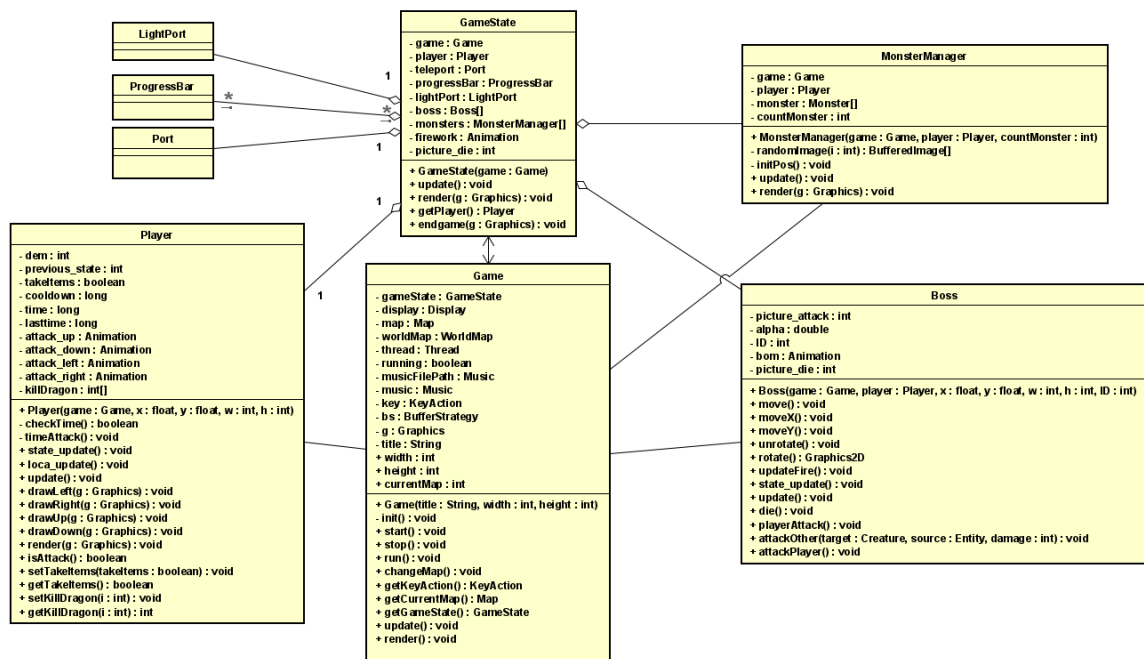 LightPort
ProgressBar
Port
1
*
*
1
1
1
GameState
- game : Game
- player : Player
- teleport : Port
- progressBar : ProgressBar
- lightPort : LightPort
- boss : Boss[]
- monsters : MonsterManager[]
- firework : Animation
- picture_die : int
+ GameState(game : Game)
+ update() : void
+ render(g : Graphics) : void
+ getPlayer() : Player
+ endgame(g : Graphics) : void
MonsterManager
- game : Game
- player : Player
- monster : Monster[]
- countMonster : int
+ MonsterManager(game : Game, player : Player, countMonster : int)
- randomImage(i : int) : BufferedImage[]
- initPos() : void
+ update() : void
+ render(g : Graphics) : void
Player
- dem : int
- previous_state : int
- takeItems : boolean
- cooldown : long
- time : long
- lasttime : long
- attack_up : Animation
- attack_down : Animation
- attack_left : Animation
- attack_right : Animation
- killDragon : int[]
+ Player(game : Game, x : float, y : float, w : int, h : int)
- checkTime() : boolean
- timeAttack() : void
+ state_update() : void
+ loca_update() : void
+ update() : void
+ drawLeft(g : Graphics) : void
+ drawRight(g : Graphics) : void
+ drawUp(g : Graphics) : void
+ drawDown(g : Graphics) : void
+ render(g : Graphics) : void
+ isAttack() : boolean
+ setTakeItems(takeItems : boolean) : void
+ getTakeItems() : boolean
+ setKillDragon(i : int) : void
+ getKillDragon(i : int) : int
Game
- gameState : GameState
- display : Display
- map : Map
- worldMap : WorldMap
- thread : Thread
- running : boolean
- musicFilePath : Music
- music : Music
- key : KeyAction
- bs : BufferStrategy
- g : Graphics
- title : String
+ width : int
+ height : int
+ currentMap : int
+ Game(title : String, width : int, height : int)
- init() : void
+ start() : void
+ stop() : void
+ run() : void
+ changeMap() : void
+ getKeyAction() : KeyAction
+ getCurrentMap() : Map
+ getGameState() : GameState
+ update() : void
+ render() : void
Boss
- picture_attack : int
- alpha : double
- ID : int
- born : Animation
- picture_die : int
+ Boss(game : Game, player : Player, x : float, y : float, w : int, h : int, ID : int)
+ move() : void
+ moveX() : void
+ moveY() : void
+ unrotate() : void
+ rotate() : Graphics2D
+ updateFire() : void
+ state_update() : void
+ update() : void
+ die() : void
+ playerAttack() : void
+ attackOther(target : Creature, source : Entity, damage : int) : void
+ attackPlayer() : void